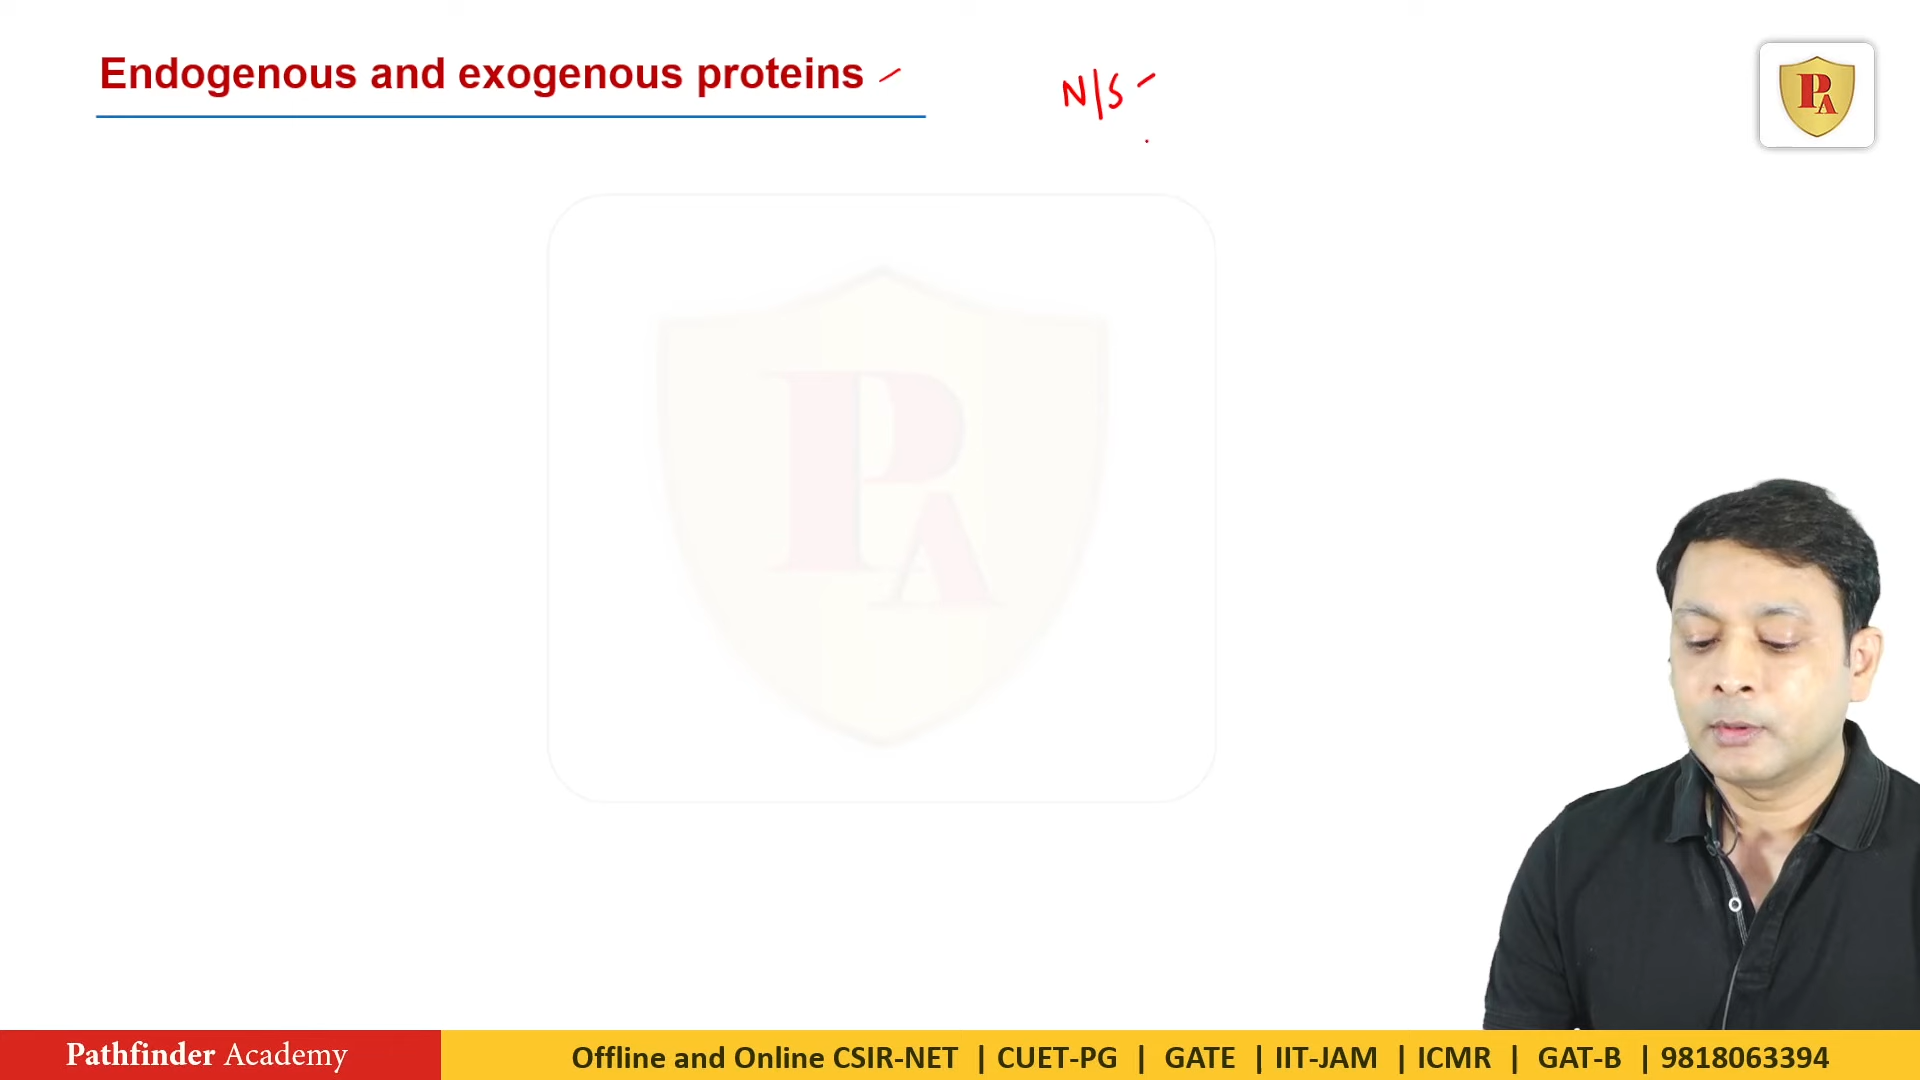 Endogenous and exogenous proteins
N/S
PA
PA
Pathfinder Academy
Offline and Online CSIR-NET | CUET-PG | GATE | IIT-JAM | ICMR | GAT-B | 9818063394